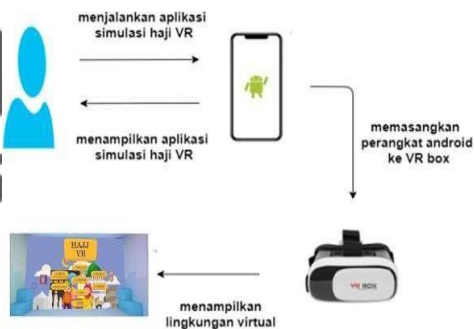 menjalankan aplikasi
simulasi haji VR
menampilkan aplikasi
simulasi haji VR
memasangkan
perangkat android
ke VR box
HAJJ
VR
VR BOX
menampilkan
lingkungan virtual